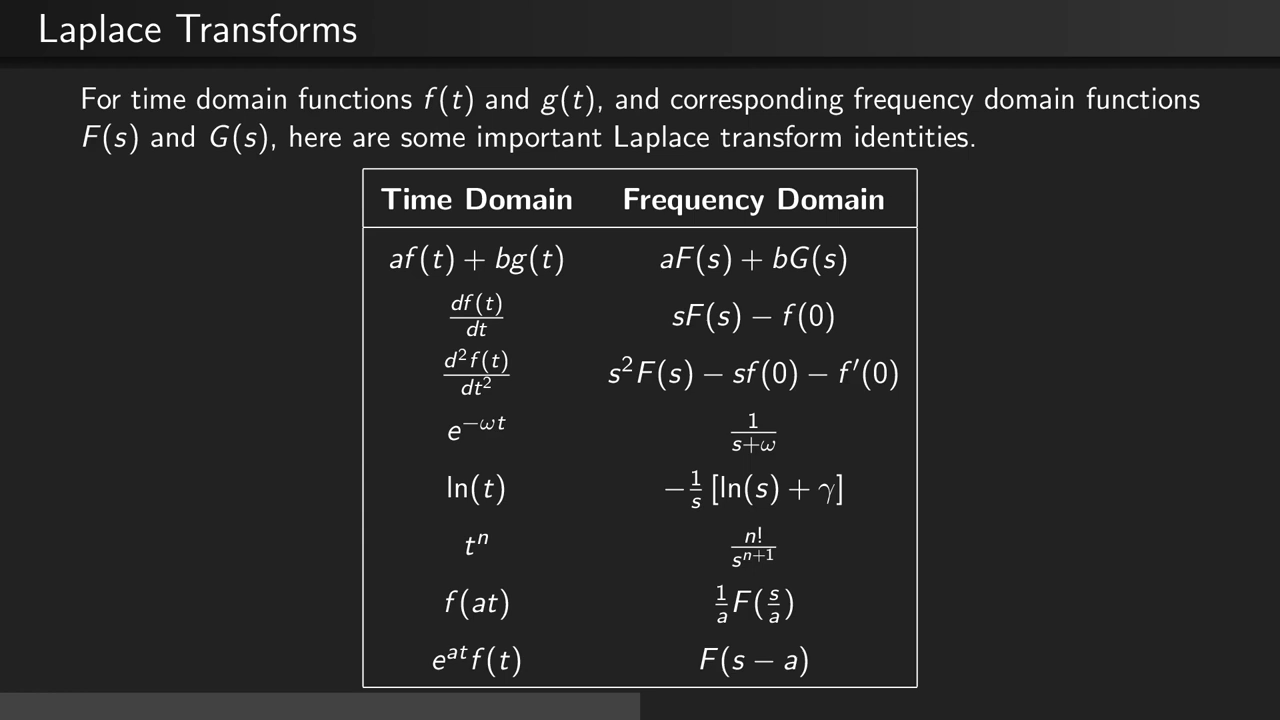 Laplace Transforms
For time domain functions f(t) and g(t), and corresponding frequency domain functions
F(s) and G(s), here are some important Laplace transform identities.
Time Domain Frequency Domain
af(t) + bg(t) aF(s) + bG(s)
df(t)/dt sF(s) − f(0)
d²f(t)/dt² s²F(s) − sf(0) − f′(0)
e^{−ωt} 1/(s+ω)
ln(t) −1/s [ln(s) + γ]
tⁿ n!/s^{n+1}
f(at) 1/a F(s/a)
e^{at}f(t) F(s − a)